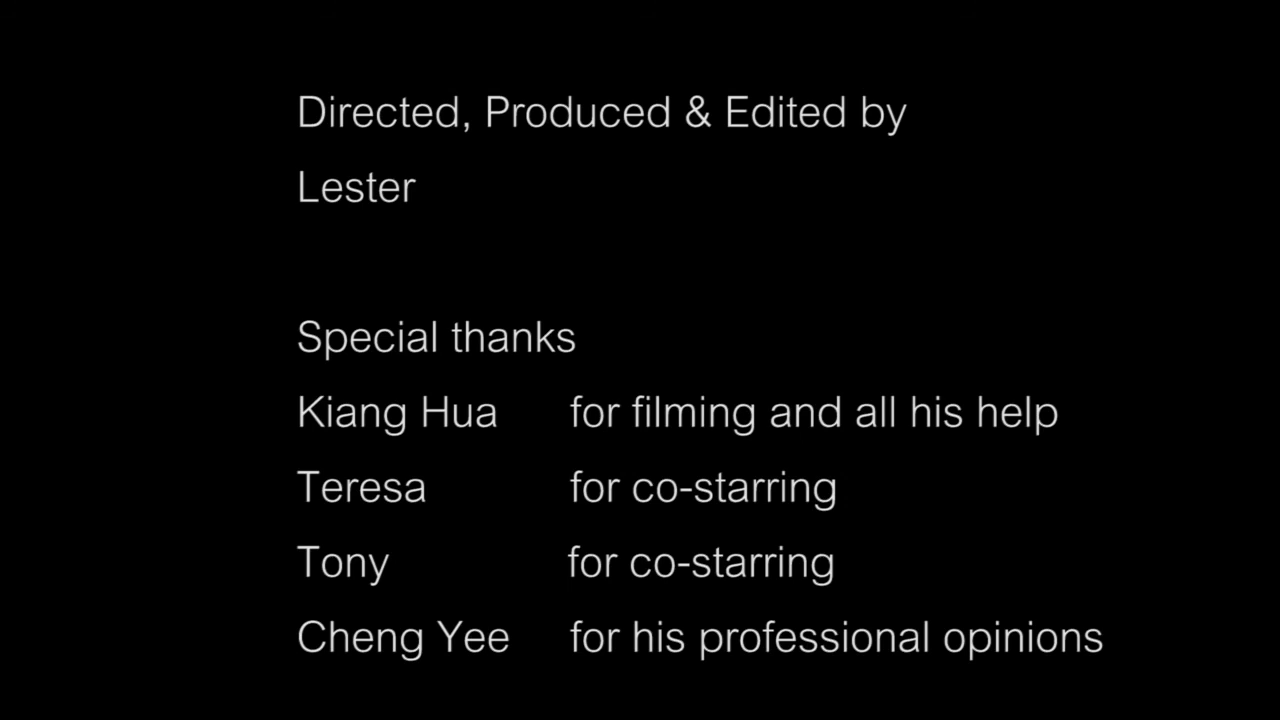 Directed, Produced & Edited by
Lester
Special thanks
Kiang Hua for filming and all his help
Teresa for co-starring
Tony for co-starring
Cheng Yee for his professional opinions